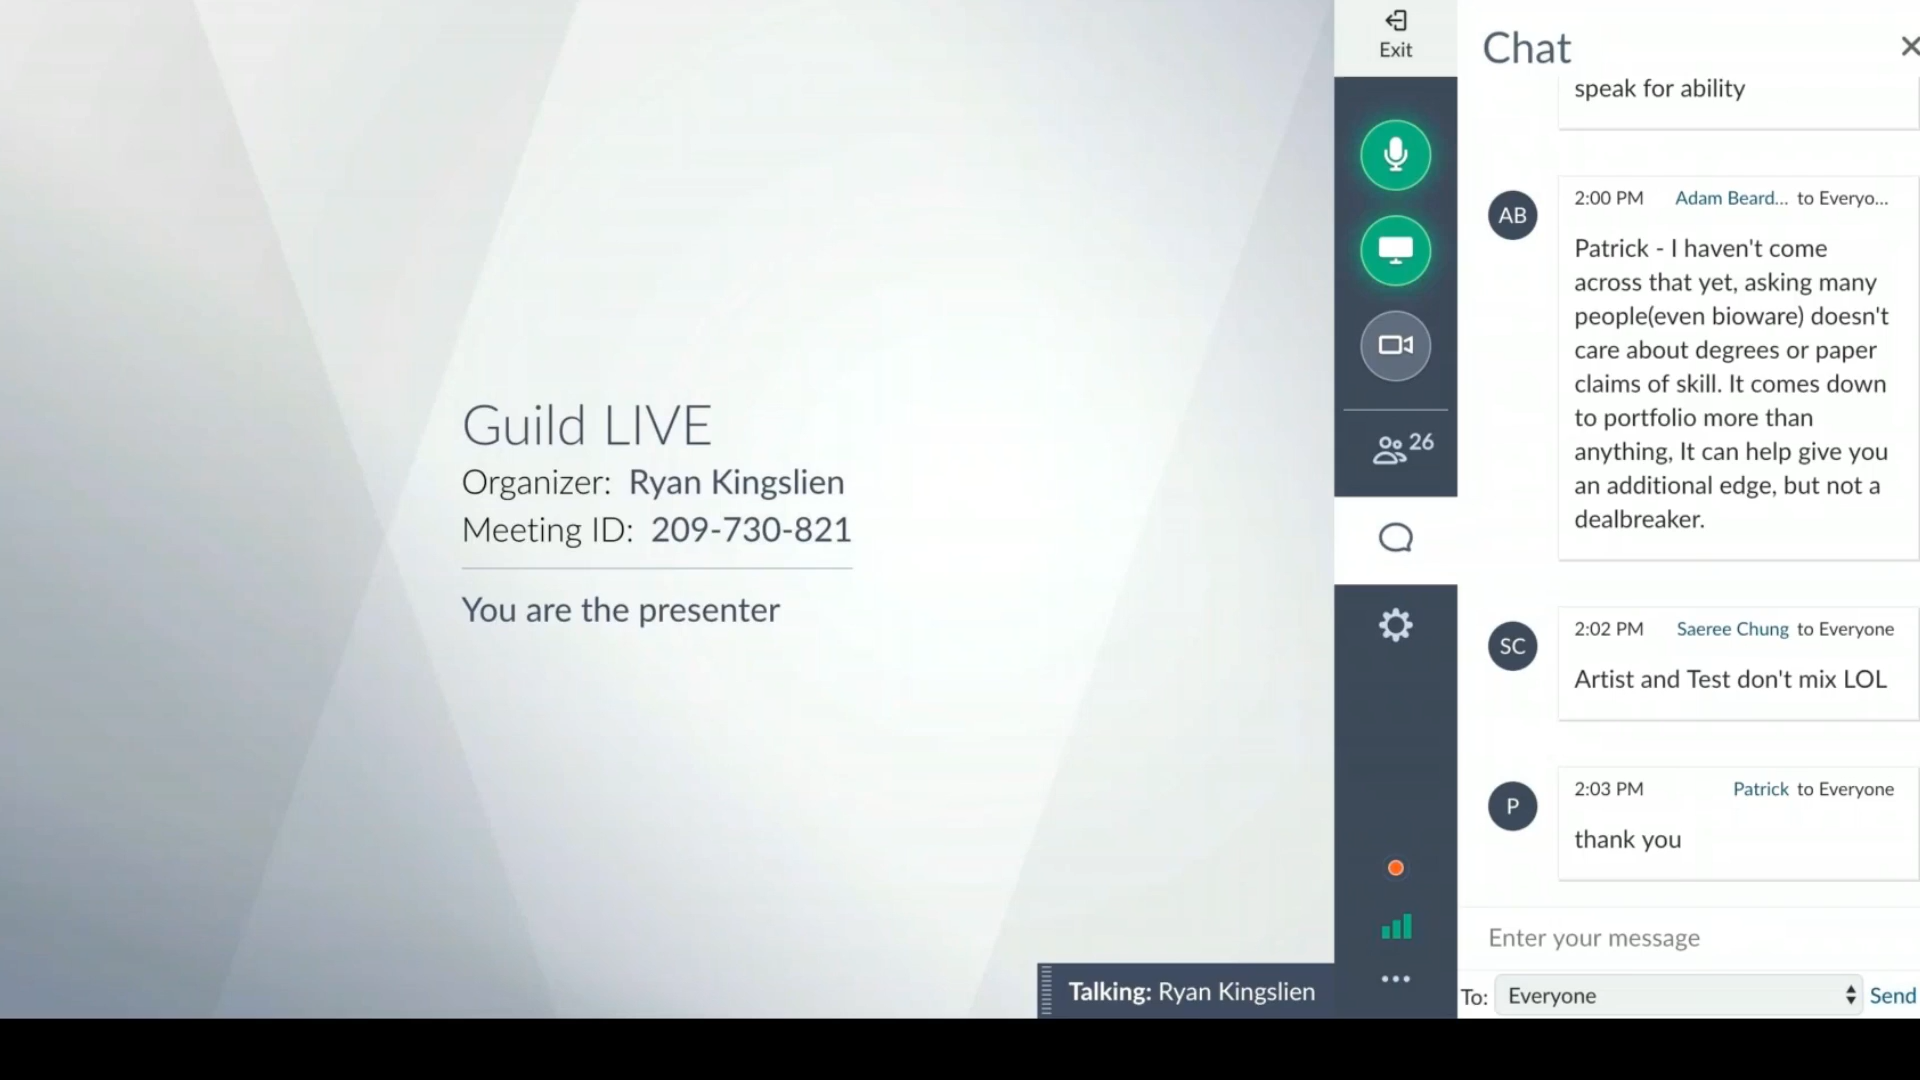 Guild LIVE
Organizer: Ryan Kingslien
Meeting ID: 209-730-821
You are the presenter
Talking: Ryan Kingslien
Exit
26
Chat
speak for ability
AB
2:00 PM Adam Beard... to Everyo...
Patrick - I haven't come
across that yet, asking many
people(even bioware) doesn't
care about degrees or paper
claims of skill. It comes down
to portfolio more than
anything, It can help give you
an additional edge, but not a
dealbreaker.
SC
2:02 PM Saeree Chung to Everyone
Artist and Test don't mix LOL
P
2:03 PM Patrick to Everyone
thank you
Enter your message
To: Everyone Send